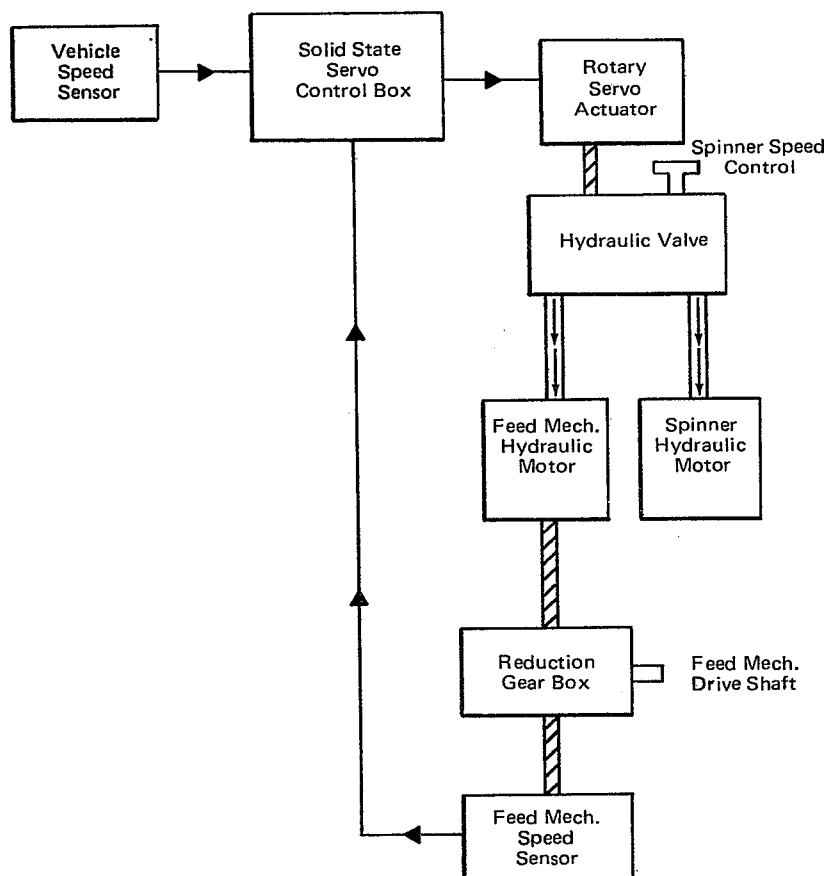 Vehicle
Speed
Sensor
Solid State
Servo
Control Box
Rotary
Servo
Actuator
Spinner Speed
Control
Hydraulic Valve
Feed Mech.
Hydraulic
Motor
Spinner
Hydraulic
Motor
Reduction
Gear Box
Feed Mech.
Drive Shaft
Feed Mech.
Speed
Sensor